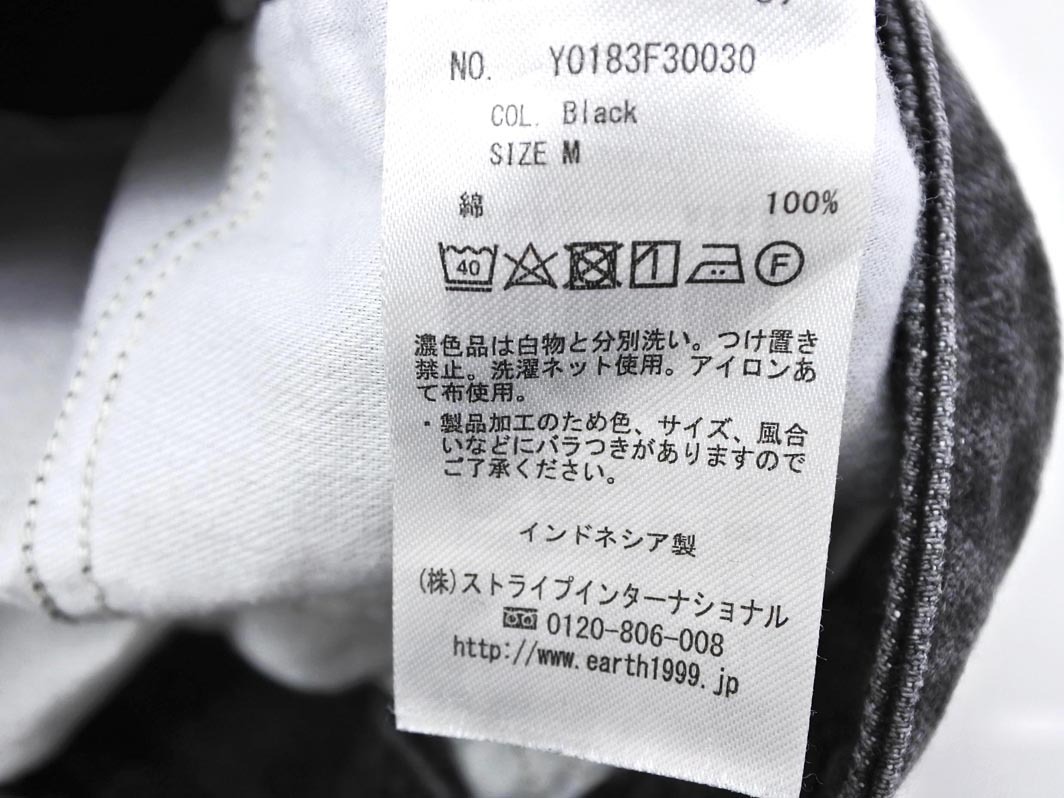 NO. Y0183F30030
COL. Black
SIZE M
綿 100%
40 F
濃色品は白物と分別洗い。つけ置き
禁止。洗濯ネット使用。アイロンあ
て布使用。
・製品加工のため色、サイズ、風合
いなどにバラつきがありますので
ご了承ください。
インドネシア製
(株)ストライプインターナショナル
0120-806-008
http://www.earth1999.jp